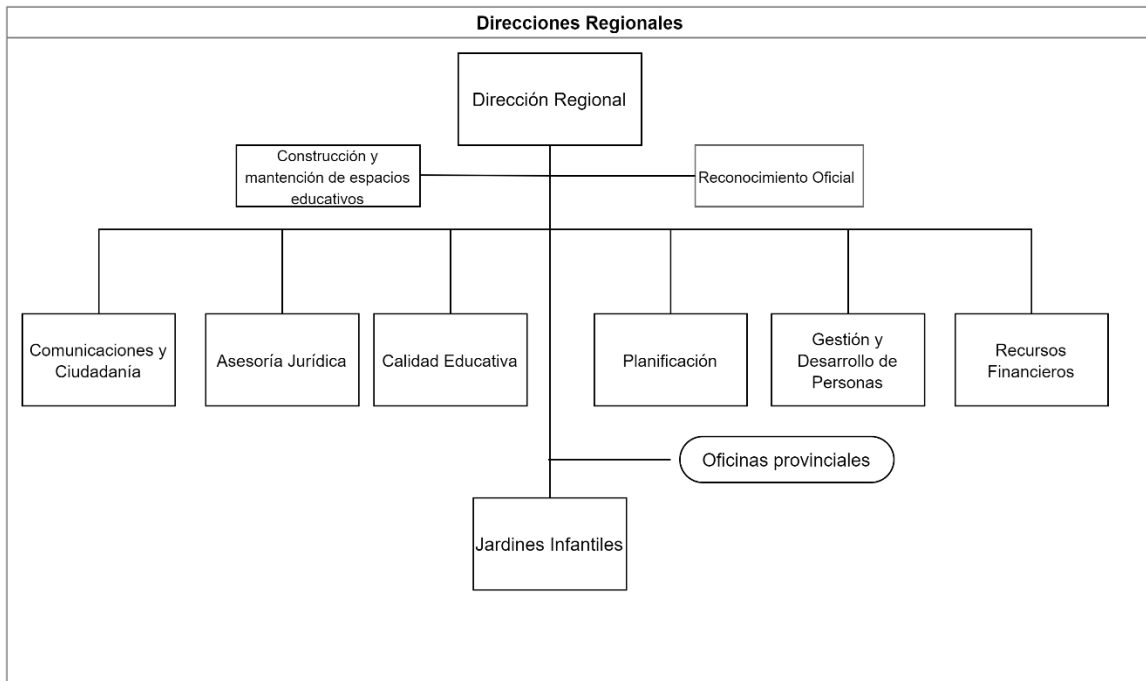 Direcciones Regionales
Dirección Regional
Construcción y
mantención de espacios
educativos
Reconocimiento Oficial
Comunicaciones y
Ciudadanía
Asesoría Jurídica
Calidad Educativa
Planificación
Gestión y
Desarrollo de
Personas
Recursos
Financieros
Oficinas provinciales
Jardines Infantiles